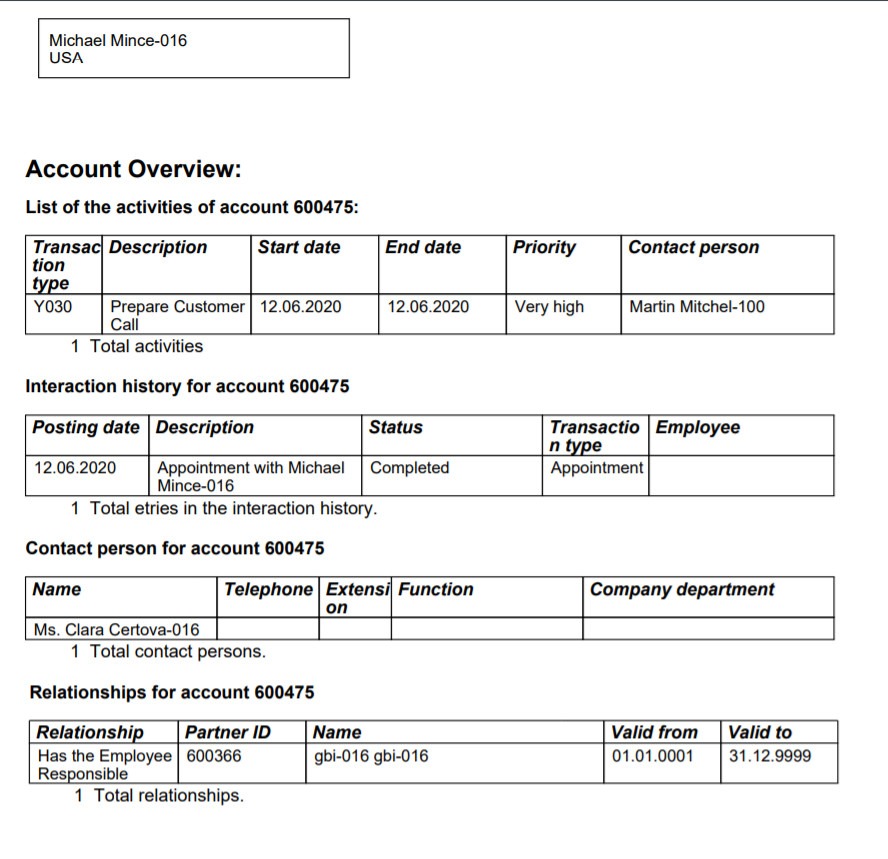 Michael Mince-016
USA
Account Overview:
List of the activities of account 600475:
Transac Description Start date End date Priority Contact person
tion
type
Y030 Prepare Customer 12.06.2020 12.06.2020 Very high Martin Mitchel-100
Call
1 Total activities
Interaction history for account 600475
Posting date Description Status Transactio Employee
n type
12.06.2020 Appointment with Michael Completed Appointment
Mince-016
1 Total etries in the interaction history.
Contact person for account 600475
Name Telephone Extensi Function Company department
on
Ms. Clara Certova-016
1 Total contact persons.
Relationships for account 600475
Relationship Partner ID Name Valid from Valid to
Has the Employee 600366 gbi-016 gbi-016 01.01.0001 31.12.9999
Responsible
1 Total relationships.